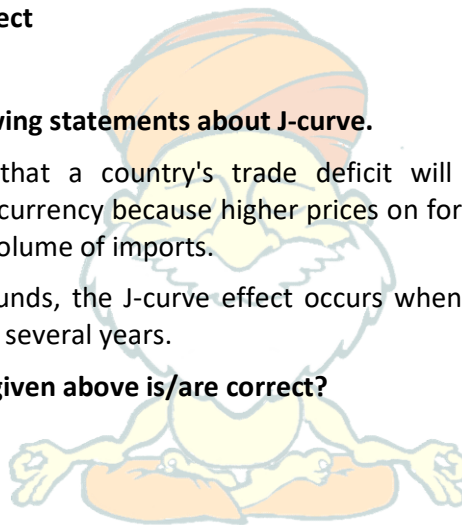 ect
ving statements about J-curve.
that a country's trade deficit will
currency because higher prices on for
olume of imports.
unds, the J-curve effect occurs when
several years.
given above is/are correct?